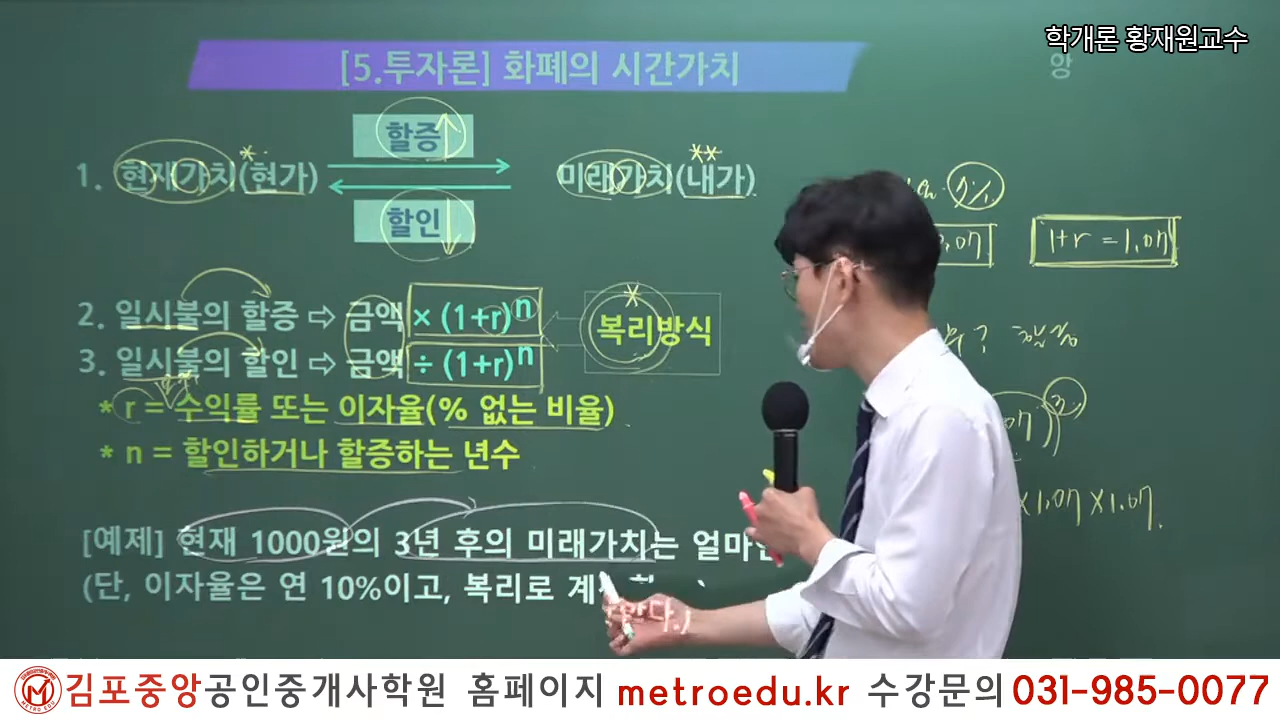 학개론 황재원교수
앙
[5.투자론] 화폐의 시간가치
할증
1. 현재가치(현가) 미래가치(내가)
할인
1+r = 1.07
2. 일시불의 할증 ⇨ 금액 × (1+r)ⁿ
복리방식
3. 일시불의 할인 ⇨ 금액 ÷ (1+r)ⁿ
* r = 수익률 또는 이자율(% 없는 비율)
* n = 할인하거나 할증하는 년수
×1.07×1.07
[예제] 현재 1000원의 3년 후의 미래가치는 얼마인
(단, 이자율은 연 10%이고, 복리로 계
김포중앙공인중개사학원 홈페이지 metroedu.kr 수강문의 031-985-0077
METRO EDU